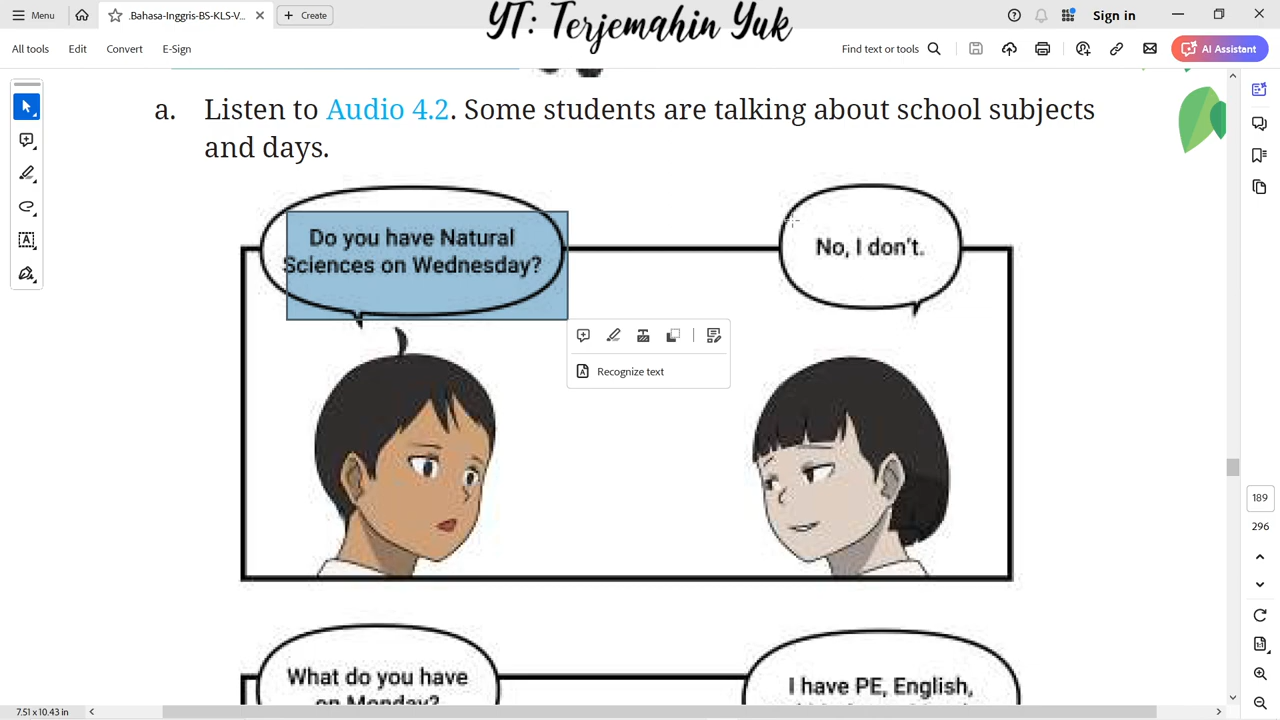 Menu
.Bahasa-Inggris-BS-KLS-V...
Create
YT: Terjemahin Yuk
Sign in
All tools
Edit
Convert
E-Sign
Find text or tools
AI Assistant
a. Listen to Audio 4.2. Some students are talking about school subjects
and days.
Do you have Natural
Sciences on Wednesday?
No, I don't.
Recognize text
189
296
What do you have
on Monday?
I have PE, English,
7.51 x 10.43 in